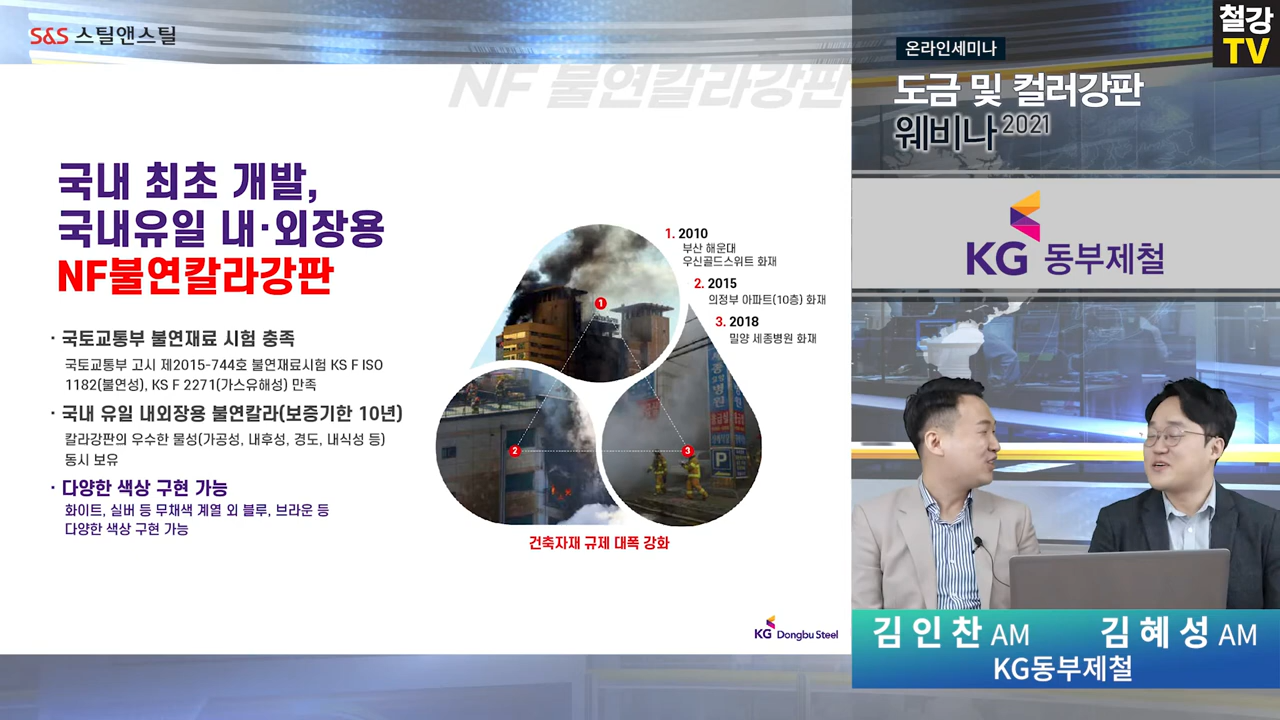 S&S 스틸앤스틸
NF 불연칼라강판
국내 최초 개발,
국내유일 내·외장용
NF불연칼라강판
· 국토교통부 불연재료 시험 충족
국토교통부 고시 제2015-744호 불연재료시험 KS F ISO
1182(불연성), KS F 2271(가스유해성) 만족
· 국내 유일 내외장용 불연칼라(보증기한 10년)
칼라강판의 우수한 물성(가공성, 내후성, 경도, 내식성 등)
동시 보유
· 다양한 색상 구현 가능
화이트, 실버 등 무채색 계열 외 블루, 브라운 등
다양한 색상 구현 가능
1. 2010
부산 해운대
우신골드스위트 화재
2. 2015
의정부 아파트(10층) 화재
3. 2018
밀양 세종병원 화재
1
2
3
P
건축자재 규제 대폭 강화
KG Dongbu Steel
철강
TV
온라인세미나
도금 및 컬러강판
웨비나 2021
KG 동부제철
김인찬 AM 김혜성 AM
KG동부제철